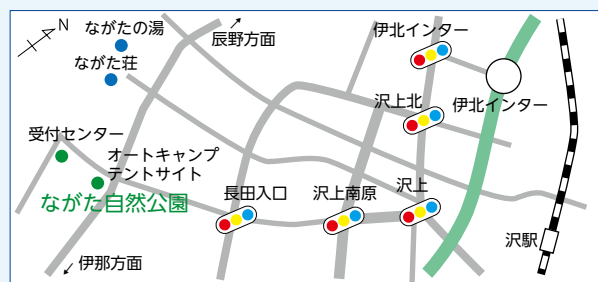 N
ながたの湯
辰野方面
伊北インター
ながた荘
沢上北
伊北インター
受付センター
オートキャンプ
テントサイト
ながた自然公園
長田入口
沢上南原
沢上
沢駅
伊那方面